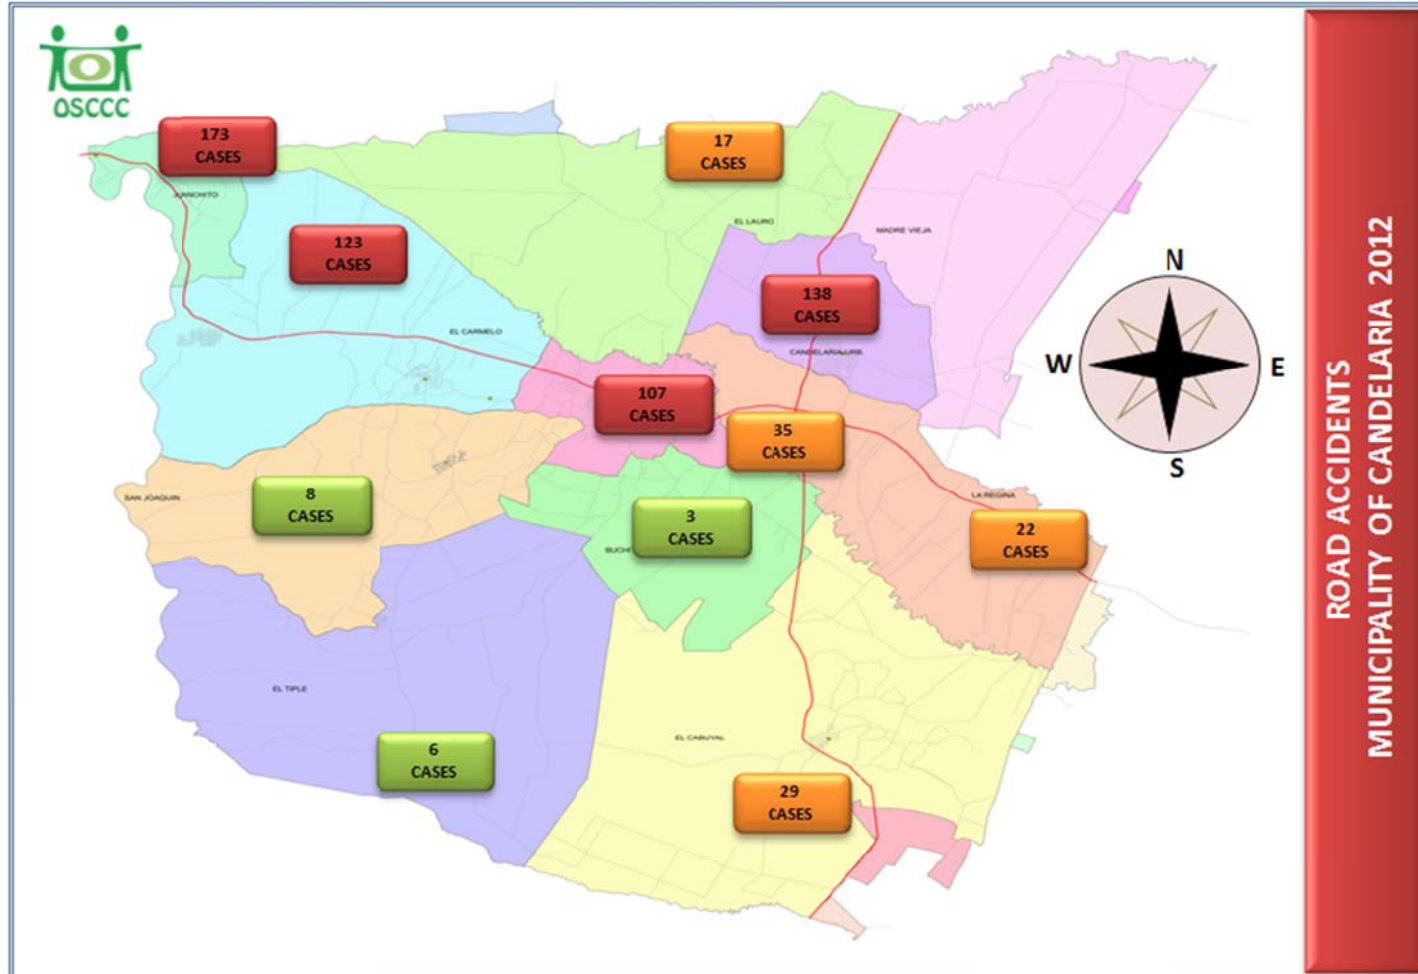 OSCCC
173
CASES
17
CASES
EL LAURO
MADRE VIEJA
123
CASES
N
138
CASES
EL CARMELO
W
E
107
CASES
35
CASES
S
SAN JOAQUIN
8
CASES
LA REGINA
3
CASES
22
CASES
EL TIPLE
EL CABUYAL
6
CASES
29
CASES
ROAD ACCIDENTS
MUNICIPALITY OF CANDELARIA 2012